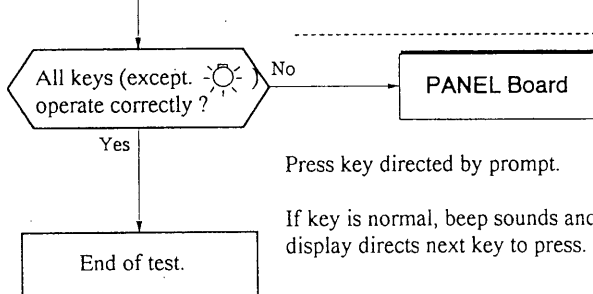 All keys (except. )
operate correctly ?
No
PANEL Board
Yes
Press key directed by prompt.
If key is normal, beep sounds and
display directs next key to press.
End of test.